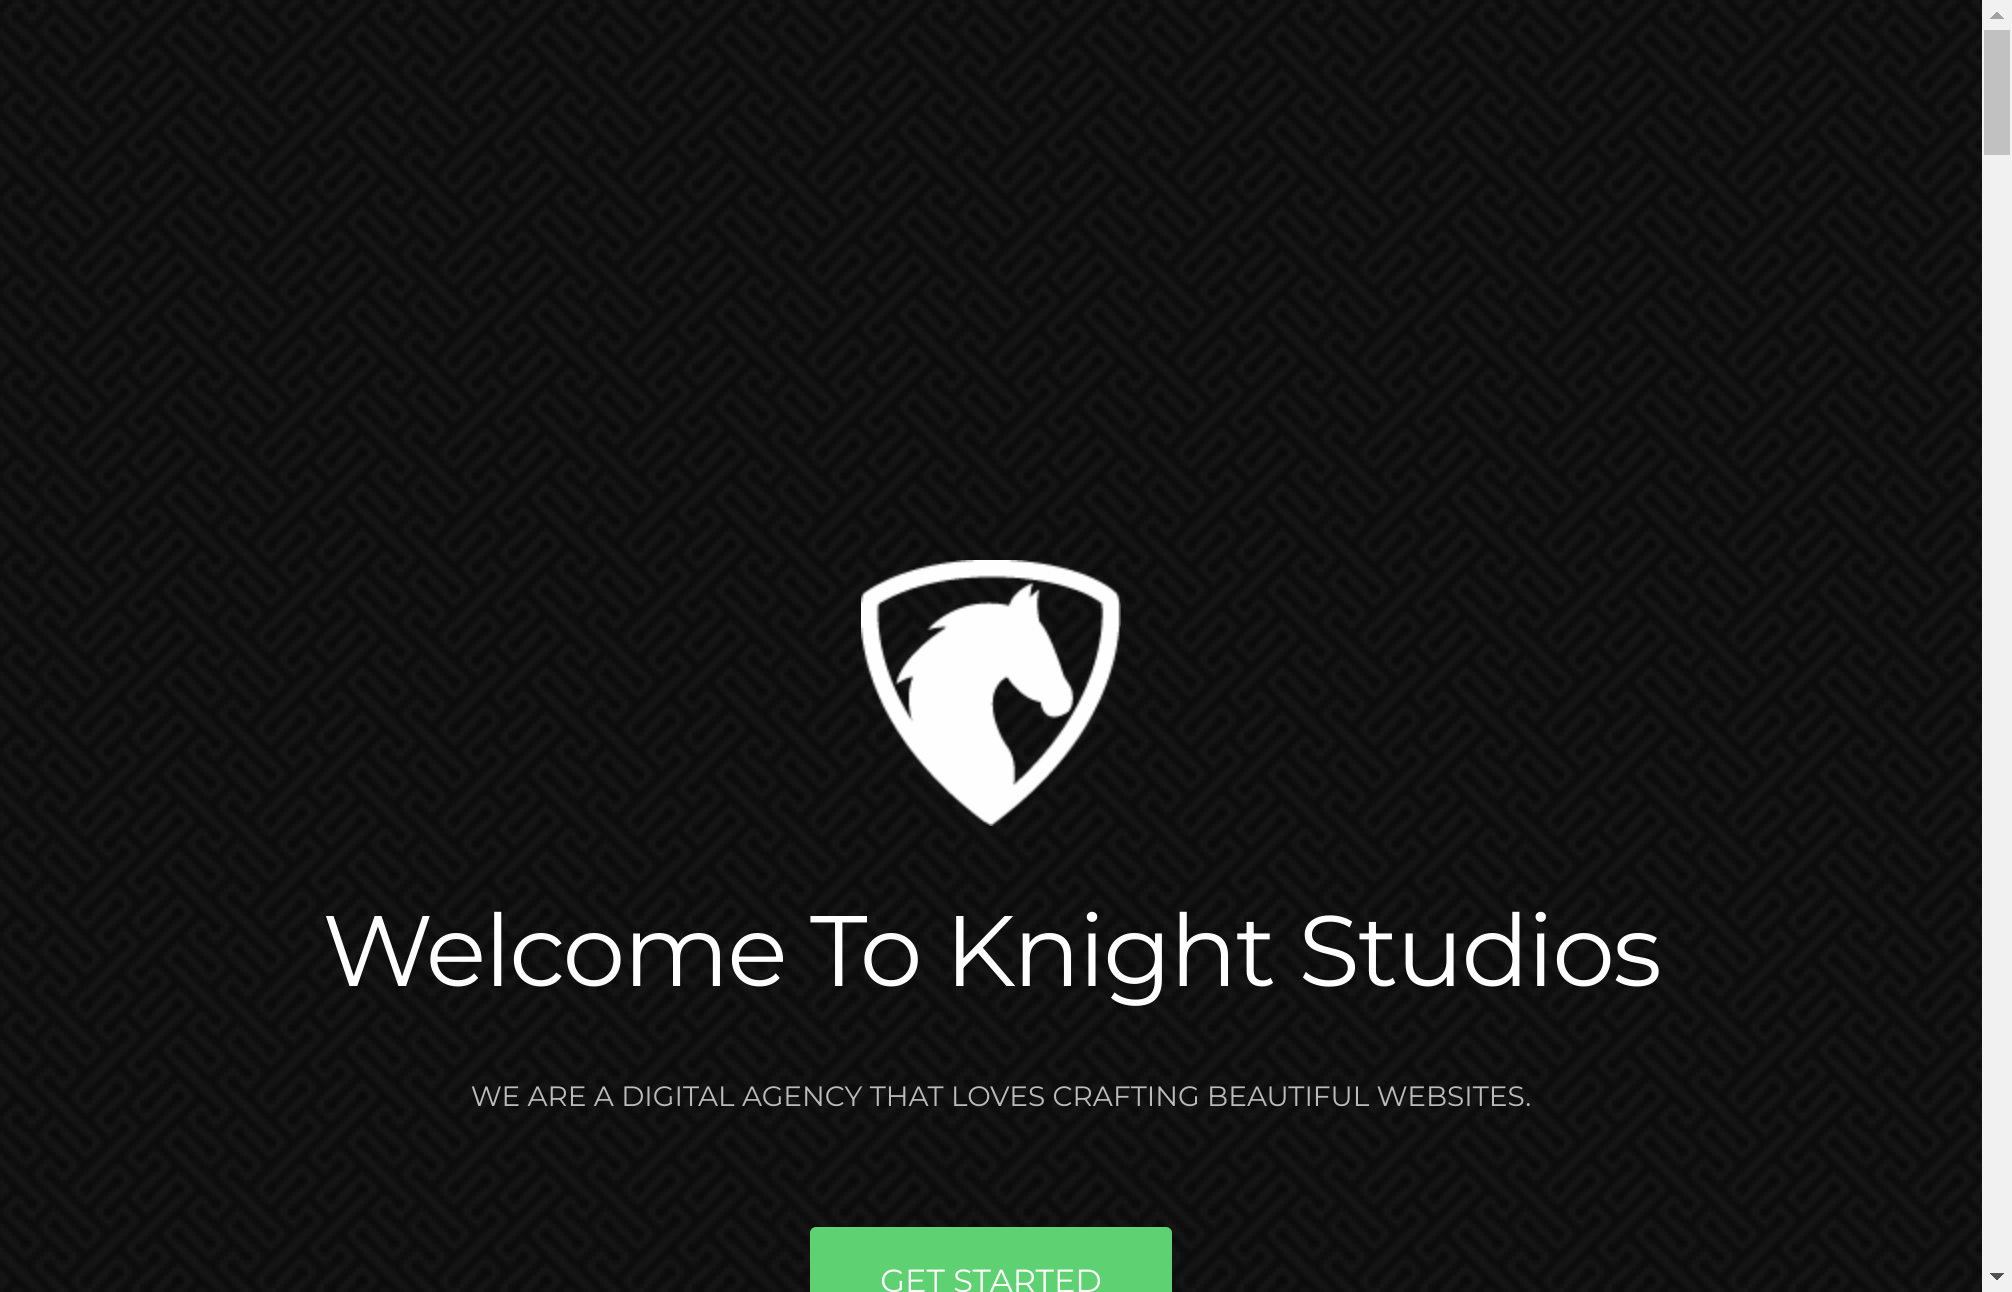 Welcome To Knight Studios
WE ARE A DIGITAL AGENCY THAT LOVES CRAFTING BEAUTIFUL WEBSITES.
GET STARTED